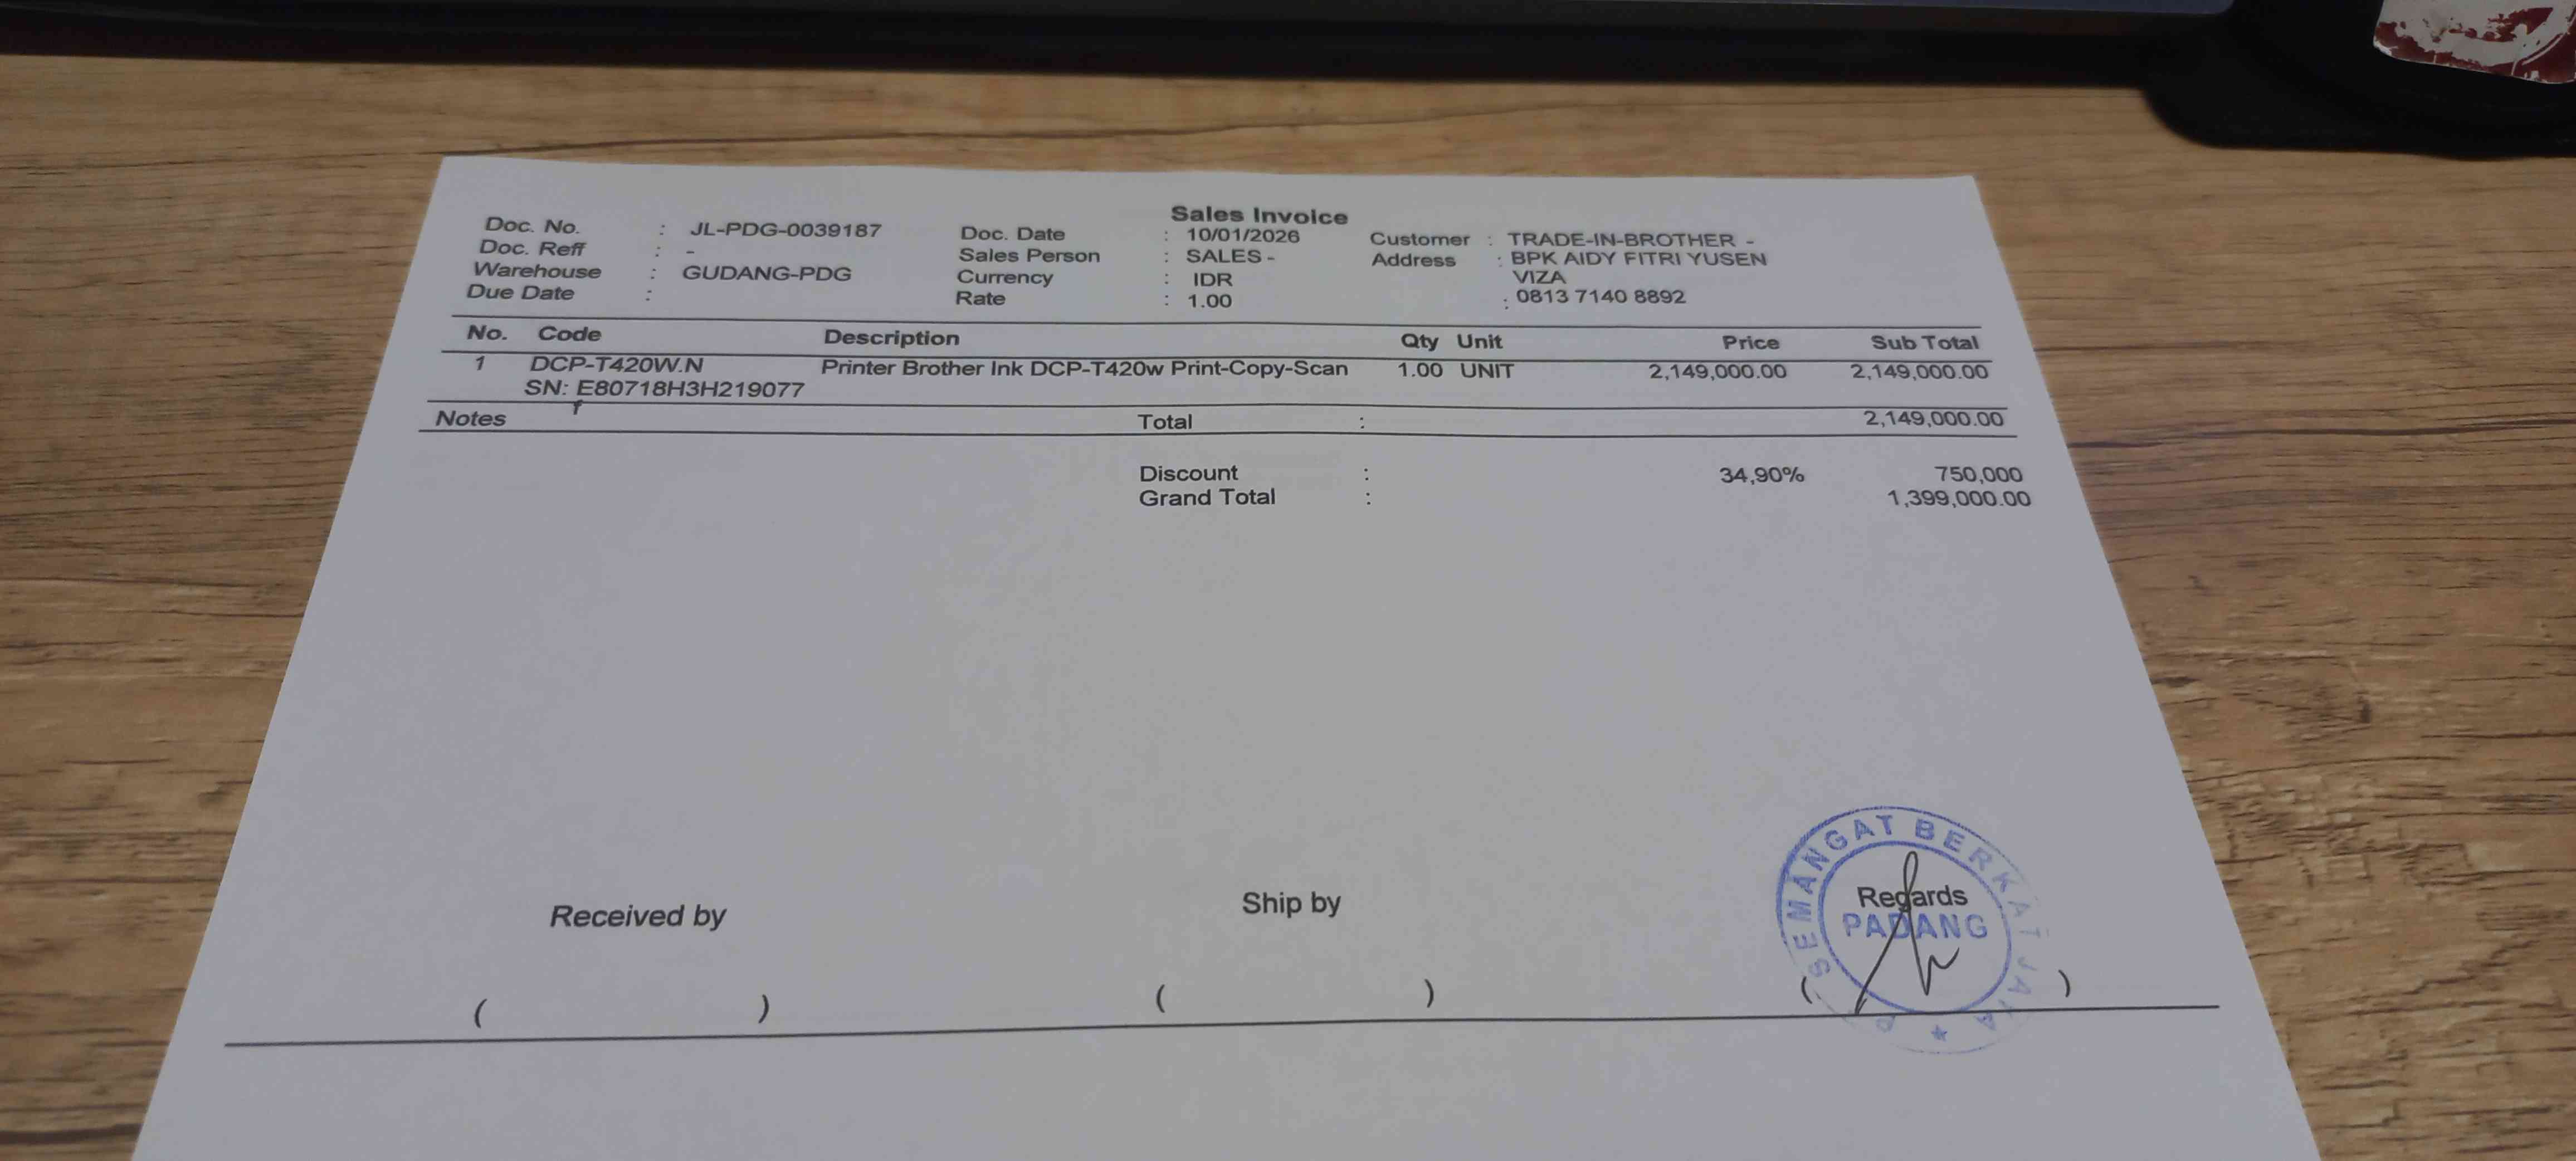 Sales Invoice
Doc. No. : JL-PDG-0039187
Doc. Reff : -
Warehouse : GUDANG-PDG
Due Date :
Doc. Date : 10/01/2026
Sales Person : SALES -
Currency : IDR
Rate : 1.00
Customer : TRADE-IN-BROTHER -
Address : BPK AIDY FITRI YUSEN
VIZA
: 0813 7140 8892
No. Code Description Qty Unit Price Sub Total
1 DCP-T420W.N Printer Brother Ink DCP-T420w Print-Copy-Scan 1.00 UNIT 2,149,000.00 2,149,000.00
SN: E80718H3H219077
Notes Total : 2,149,000.00
Discount : 34,90% 750,000
Grand Total : 1,399,000.00
Received by Ship by Regards
( ) ( ) ( )
SEMANGAT BERKAT JAYA
PADANG